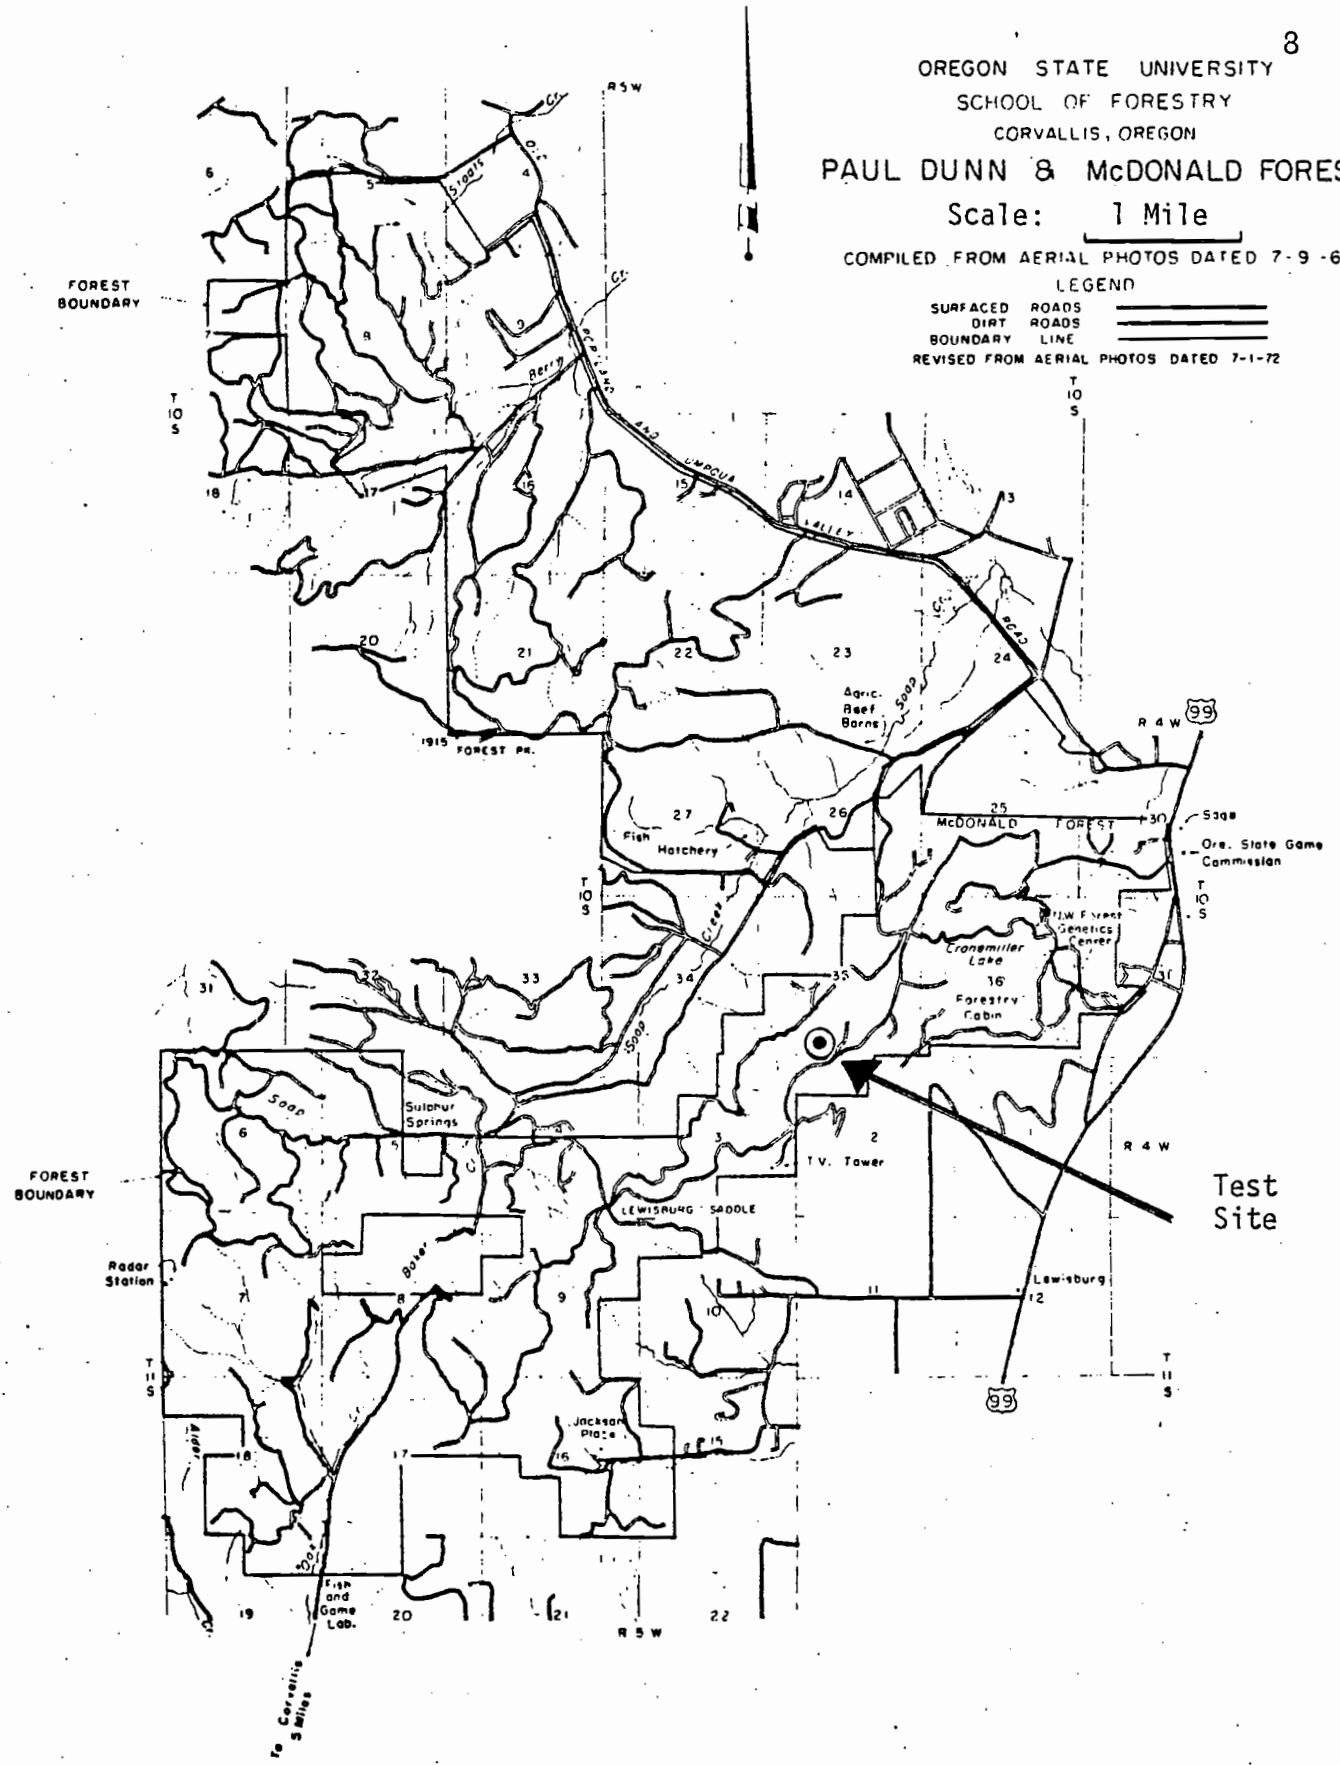 8
OREGON STATE UNIVERSITY
SCHOOL OF FORESTRY
CORVALLIS, OREGON
PAUL DUNN & McDONALD FORES
Scale: 1 Mile
COMPILED FROM AERIAL PHOTOS DATED 7-9-6
LEGEND
SURFACED ROADS
DIRT ROADS
BOUNDARY LINE
REVISED FROM AERIAL PHOTOS DATED 7-1-72
R5W
Cr.
6
5
4
Cr.
FOREST
BOUNDARY
9
8
7
Berry
T
10
S
T
10
S
AND
UMPQUA
VALLEY
ROAD
18
17
16
15
14
13
Cr.
20
21
22
23
24
Agric.
Beef
Barns
Soap
1915
FOREST PK.
R 4 W
99
27
26
25
30
McDONALD FOREST
Fish
Hatchery
Ore. State Game
Commission
T
10
S
T
10
S
Creek
N.W. Forest
Genetics
Center
Cronemiller
Lake
31
32
33
34
35
36
31
Forestry
Cabin
Soap
Soap
Sulphur
Springs
6
5
3
2
R 4 W
T.V. Tower
FOREST
BOUNDARY
Test
Site
LEWISBURG SADDLE
Baker
Radar
Station
7
8
9
10
11
12
Lewisburg
T
11
S
T
11
S
99
Jackson
Place
18
17
16
15
Oak
Fish
and
Game
Lab.
19
20
21
22
R 5 W
To Corvallis
5 Miles